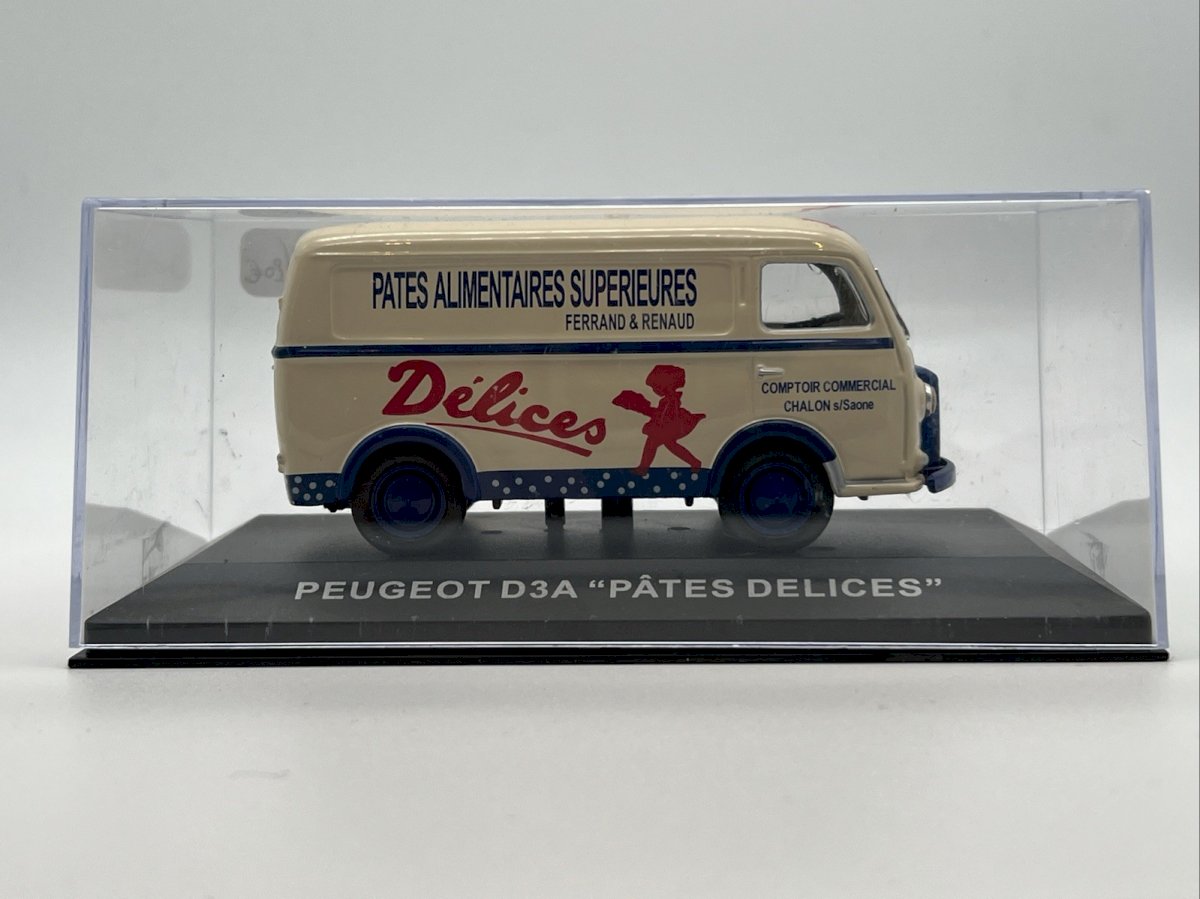 PATES ALIMENTAIRES SUPERIEURES
FERRAND & RENAUD
Délices
COMPTOIR COMMERCIAL
CHALON s/Saone
PEUGEOT D3A “PÂTES DELICES”